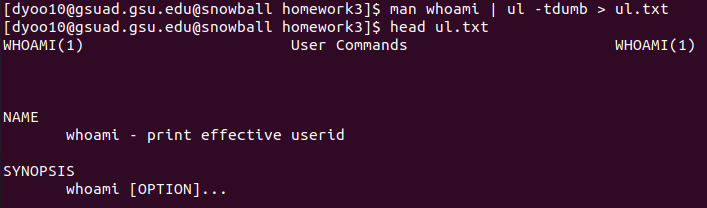 [dyoo10@gsuad.gsu.edu@snowball homework3]$ man whoami | ul -tdumb > ul.txt
[dyoo10@gsuad.gsu.edu@snowball homework3]$ head ul.txt
WHOAMI(1) User Commands WHOAMI(1)
NAME
whoami - print effective userid
SYNOPSIS
whoami [OPTION]...